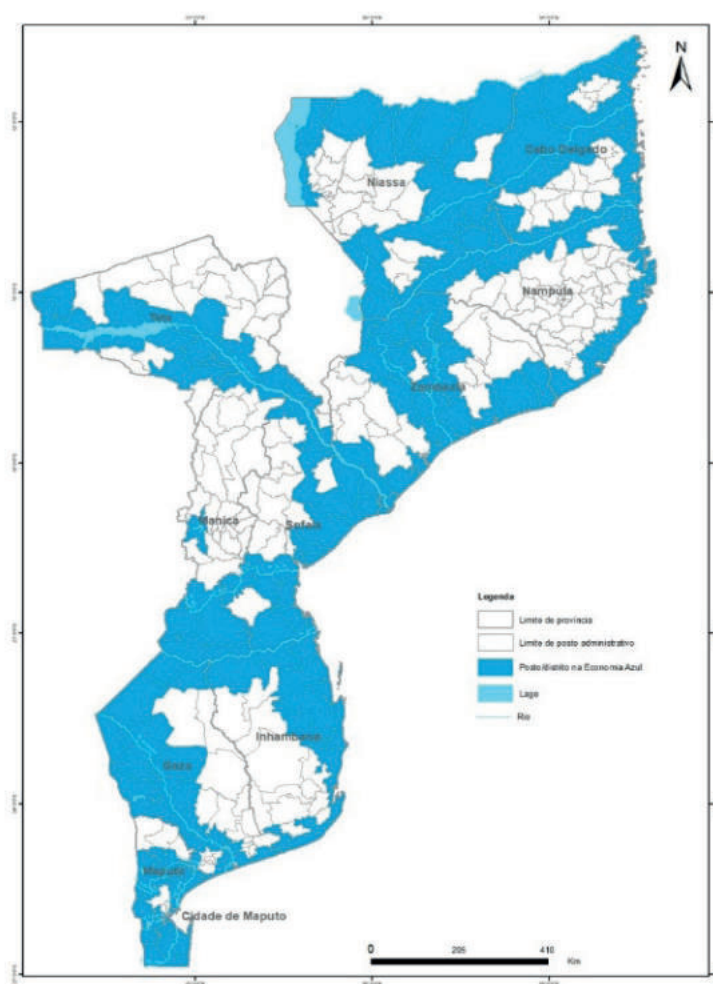 N
Cabo Delgado
Niassa
Nampula
Tete
Zambezia
Manica
Sofala
Legenda
Limite de província
Limite de posto administrativo
Posto/distrito na Economia Azul
Lago
Rio
Inhambane
Gaza
Maputo
Cidade de Maputo
0 205 410
Km